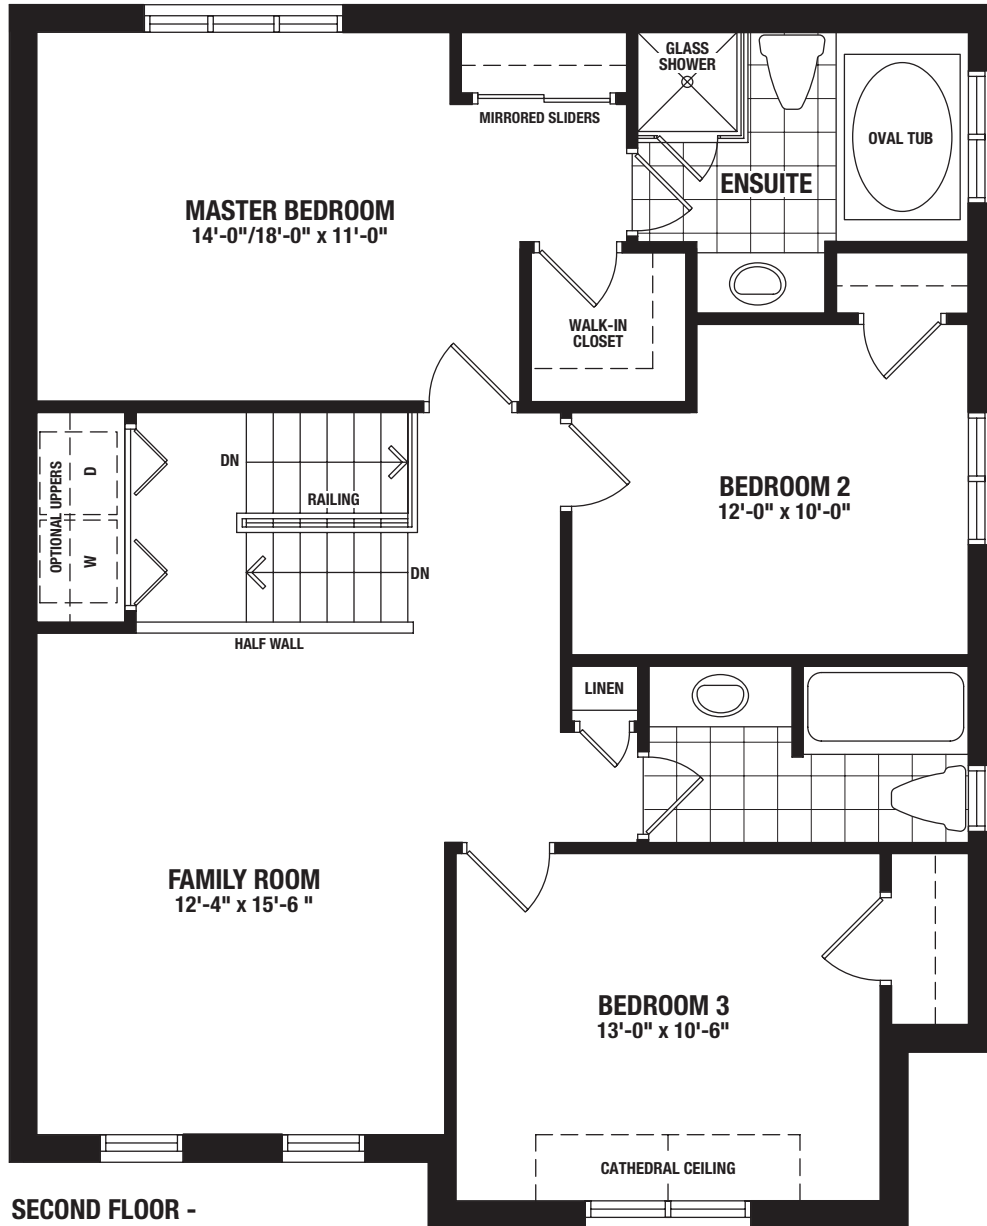 GLASS
SHOWER
MIRRORED SLIDERS
OVAL TUB
ENSUITE
MASTER BEDROOM
14'-0"/18'-0" x 11'-0"
WALK-IN
CLOSET
OPTIONAL UPPERS
D
W
DN
RAILING
DN
HALF WALL
BEDROOM 2
12'-0" x 10'-0"
LINEN
FAMILY ROOM
12'-4" x 15'-6 "
BEDROOM 3
13'-0" x 10'-6"
CATHEDRAL CEILING
SECOND FLOOR -